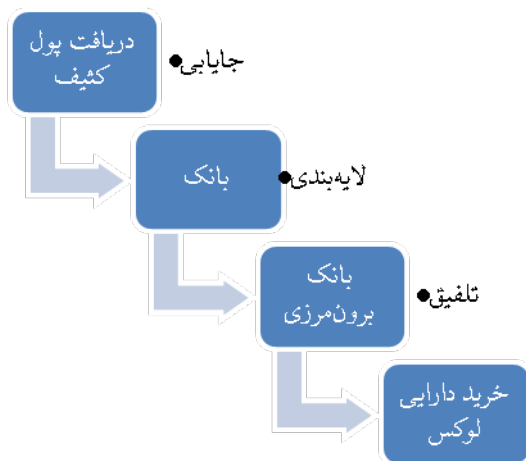 دریافت پول
کثیف
جایابی
بانک
لایه‌بندی
بانک
برون‌مرزی
تلفیق
خرید دارایی
لوکس